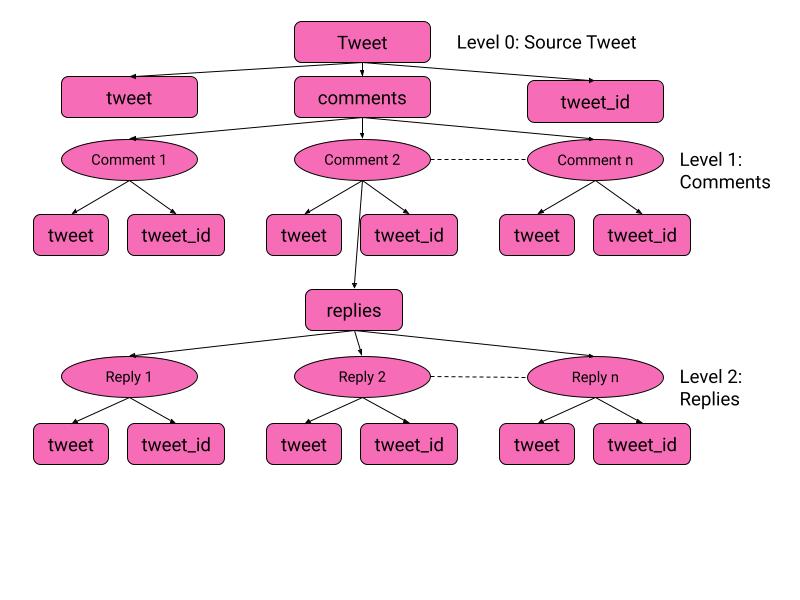 Tweet
Level 0: Source Tweet
tweet
comments
tweet_id
Comment 1
Comment 2
Comment n
Level 1:
Comments
tweet
tweet_id
tweet
tweet_id
tweet
tweet_id
replies
Reply 1
Reply 2
Reply n
Level 2:
Replies
tweet
tweet_id
tweet
tweet_id
tweet
tweet_id